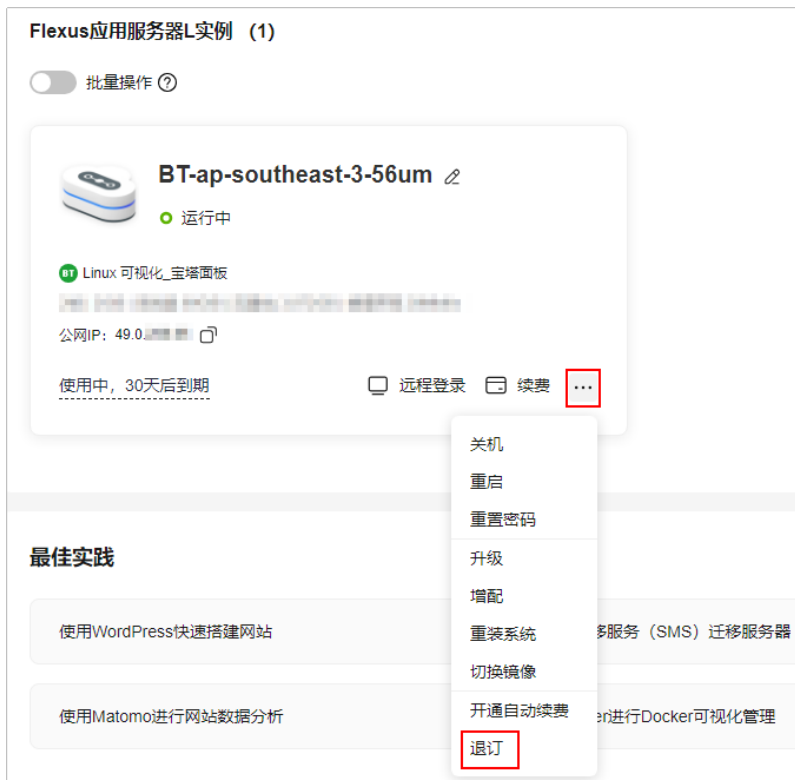 Flexus应用服务器L实例 (1)
批量操作
BT-ap-southeast-3-56um
运行中
BT Linux 可视化_宝塔面板
公网IP: 49.0.
使用中，30天后到期 远程登录 续费 ...
关机
重启
重置密码
升级
增配
重装系统
切换镜像
开通自动续费
退订
最佳实践
使用WordPress快速搭建网站
移服务（SMS）迁移服务器
使用Matomo进行网站数据分析
er进行Docker可视化管理